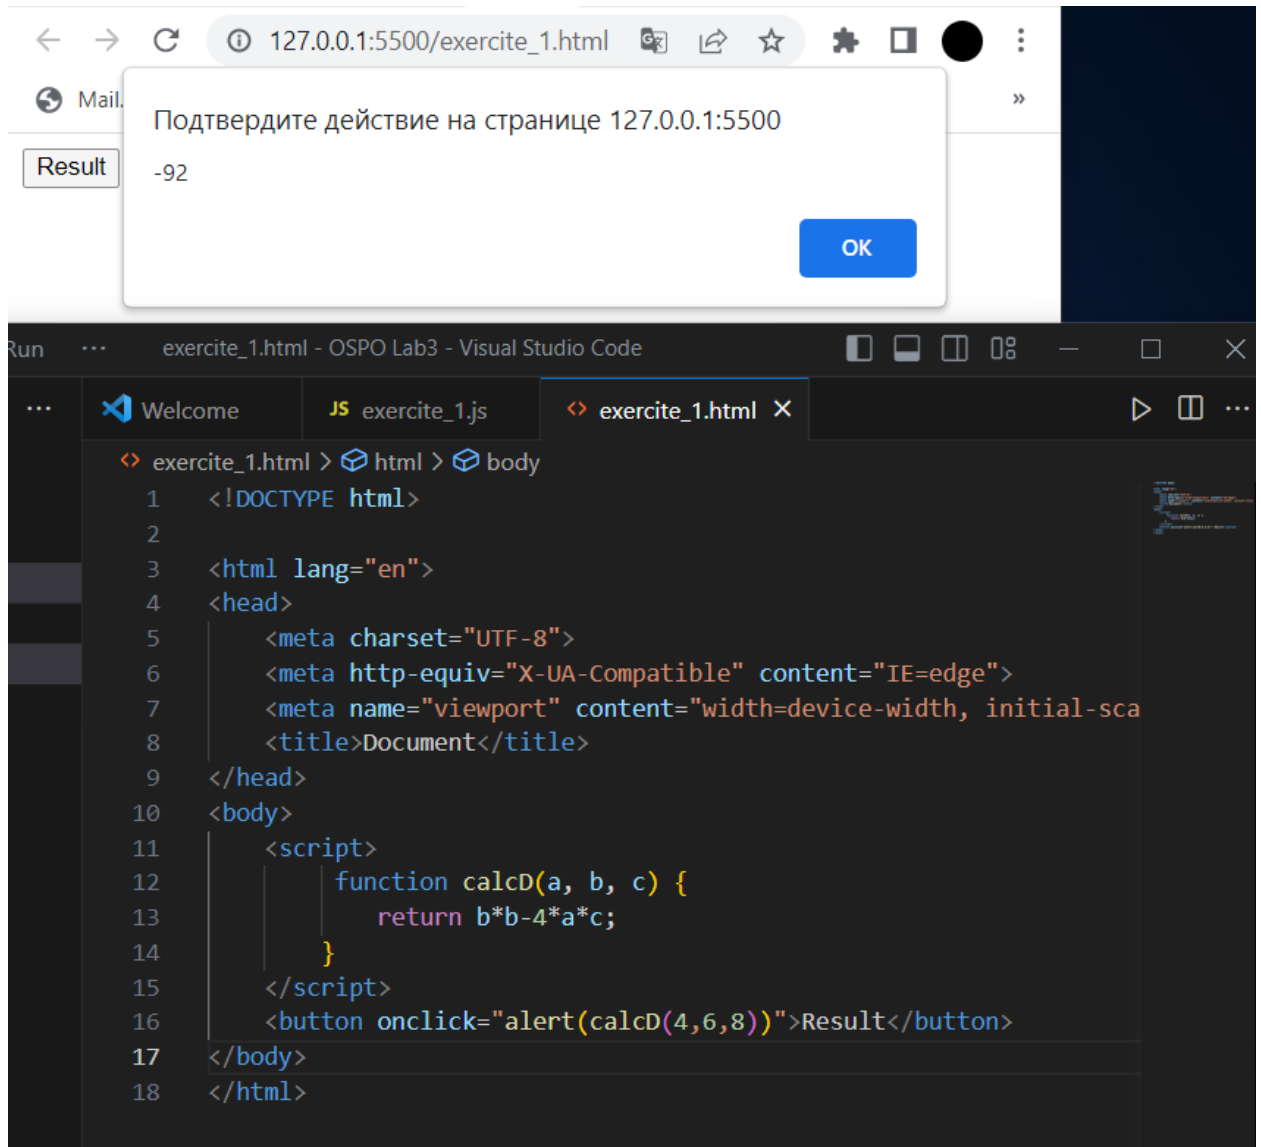 127.0.0.1:5500/exercite_1.html
Mail. »
Подтвердите действие на странице 127.0.0.1:5500
Result
-92
ОК
Run ··· exercite_1.html - OSPO Lab3 - Visual Studio Code
··· Welcome JS exercite_1.js <> exercite_1.html ···
<> exercite_1.html > html > body
1 <!DOCTYPE html>
2
3 <html lang="en">
4 <head>
5 <meta charset="UTF-8">
6 <meta http-equiv="X-UA-Compatible" content="IE=edge">
7 <meta name="viewport" content="width=device-width, initial-sca
8 <title>Document</title>
9 </head>
10 <body>
11 <script>
12 function calcD(a, b, c) {
13 return b*b-4*a*c;
14 }
15 </script>
16 <button onclick="alert(calcD(4,6,8))">Result</button>
17 </body>
18 </html>